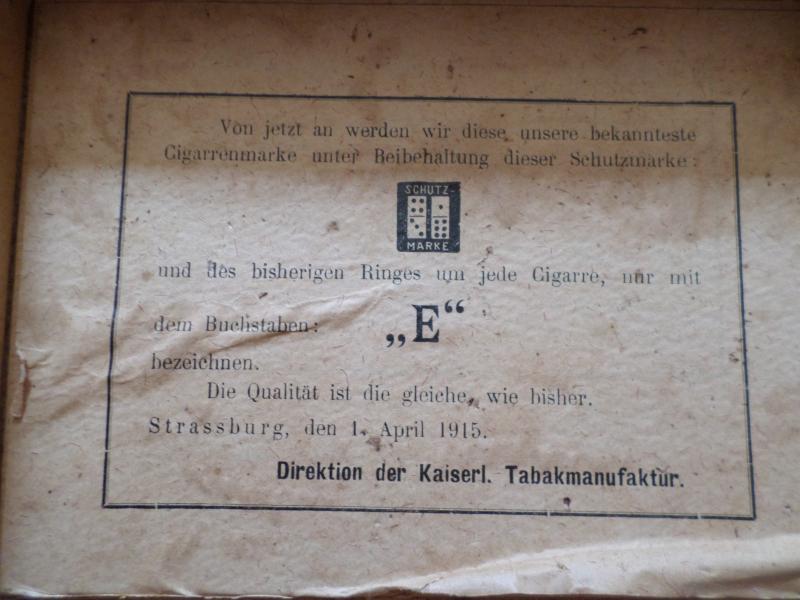 Von jetzt an werden wir diese unsere bekannteste
Cigarrenmarke unter Beibehaltung dieser Schutzmarke:
SCHUTZ-
MARKE
und des bisherigen Ringes um jede Cigarre, nur mit
dem Buchstaben: „E“
bezeichnen.
Die Qualität ist die gleiche, wie bisher.
Strassburg, den 1. April 1915.
Direktion der Kaiserl. Tabakmanufaktur.